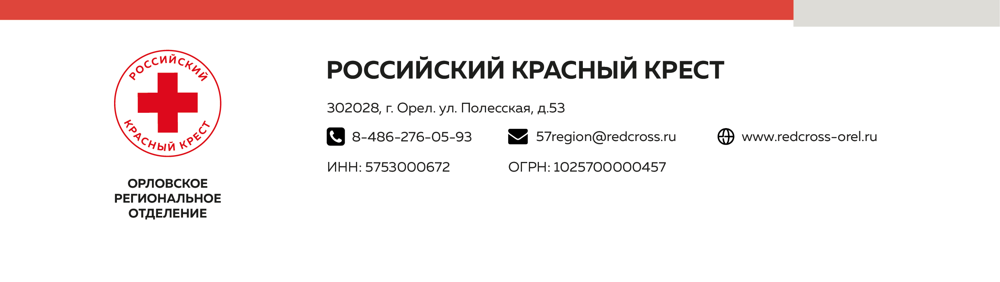 РОССИЙСКИЙ
КРАСНЫЙ КРЕСТ
ОРЛОВСКОЕ
РЕГИОНАЛЬНОЕ
ОТДЕЛЕНИЕ
РОССИЙСКИЙ КРАСНЫЙ КРЕСТ
302028, г. Орел. ул. Полесская, д.53
8-486-276-05-93 57region@redcross.ru www.redcross-orel.ru
ИНН: 5753000672 ОГРН: 1025700000457